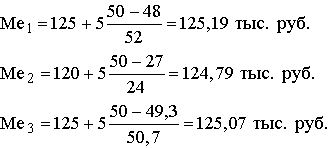 Me₁ = 125 + 5 (50 − 48)/52 = 125,19 тыс. руб.
Me₂ = 120 + 5 (50 − 27)/24 = 124,79 тыс. руб.
Me₃ = 125 + 5 (50 − 49,3)/50,7 = 125,07 тыс. руб.